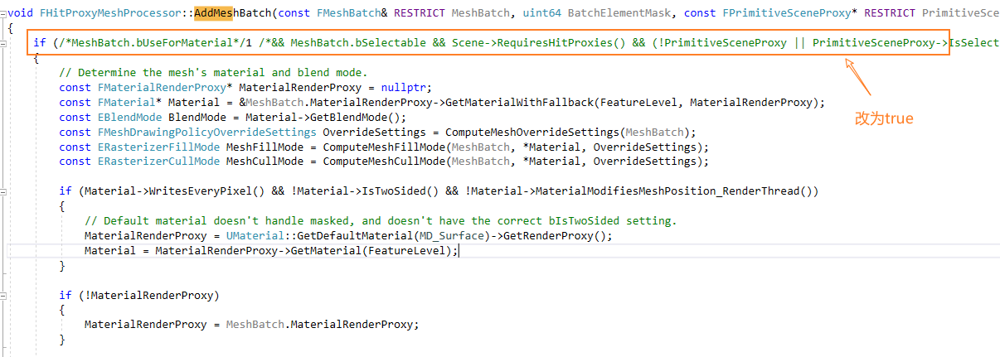 void FHitProxyMeshProcessor::AddMeshBatch(const FMeshBatch& RESTRICT MeshBatch, uint64 BatchElementMask, const FPrimitiveSceneProxy* RESTRICT PrimitiveSce
{
if (/*MeshBatch.bUseForMaterial*/1 /*&& MeshBatch.bSelectable && Scene->RequiresHitProxies() && (!PrimitiveSceneProxy || PrimitiveSceneProxy->IsSelect
{
// Determine the mesh's material and blend mode.
const FMaterialRenderProxy* MaterialRenderProxy = nullptr;
const FMaterial* Material = &MeshBatch.MaterialRenderProxy->GetMaterialWithFallback(FeatureLevel, MaterialRenderProxy);
改为true
const EBlendMode BlendMode = Material->GetBlendMode();
const FMeshDrawingPolicyOverrideSettings OverrideSettings = ComputeMeshOverrideSettings(MeshBatch);
const ERasterizerFillMode MeshFillMode = ComputeMeshFillMode(MeshBatch, *Material, OverrideSettings);
const ERasterizerCullMode MeshCullMode = ComputeMeshCullMode(MeshBatch, *Material, OverrideSettings);
if (Material->WritesEveryPixel() && !Material->IsTwoSided() && !Material->MaterialModifiesMeshPosition_RenderThread())
{
// Default material doesn't handle masked, and doesn't have the correct bIsTwoSided setting.
MaterialRenderProxy = UMaterial::GetDefaultMaterial(MD_Surface)->GetRenderProxy();
Material = MaterialRenderProxy->GetMaterial(FeatureLevel);
}
if (!MaterialRenderProxy)
{
MaterialRenderProxy = MeshBatch.MaterialRenderProxy;
}